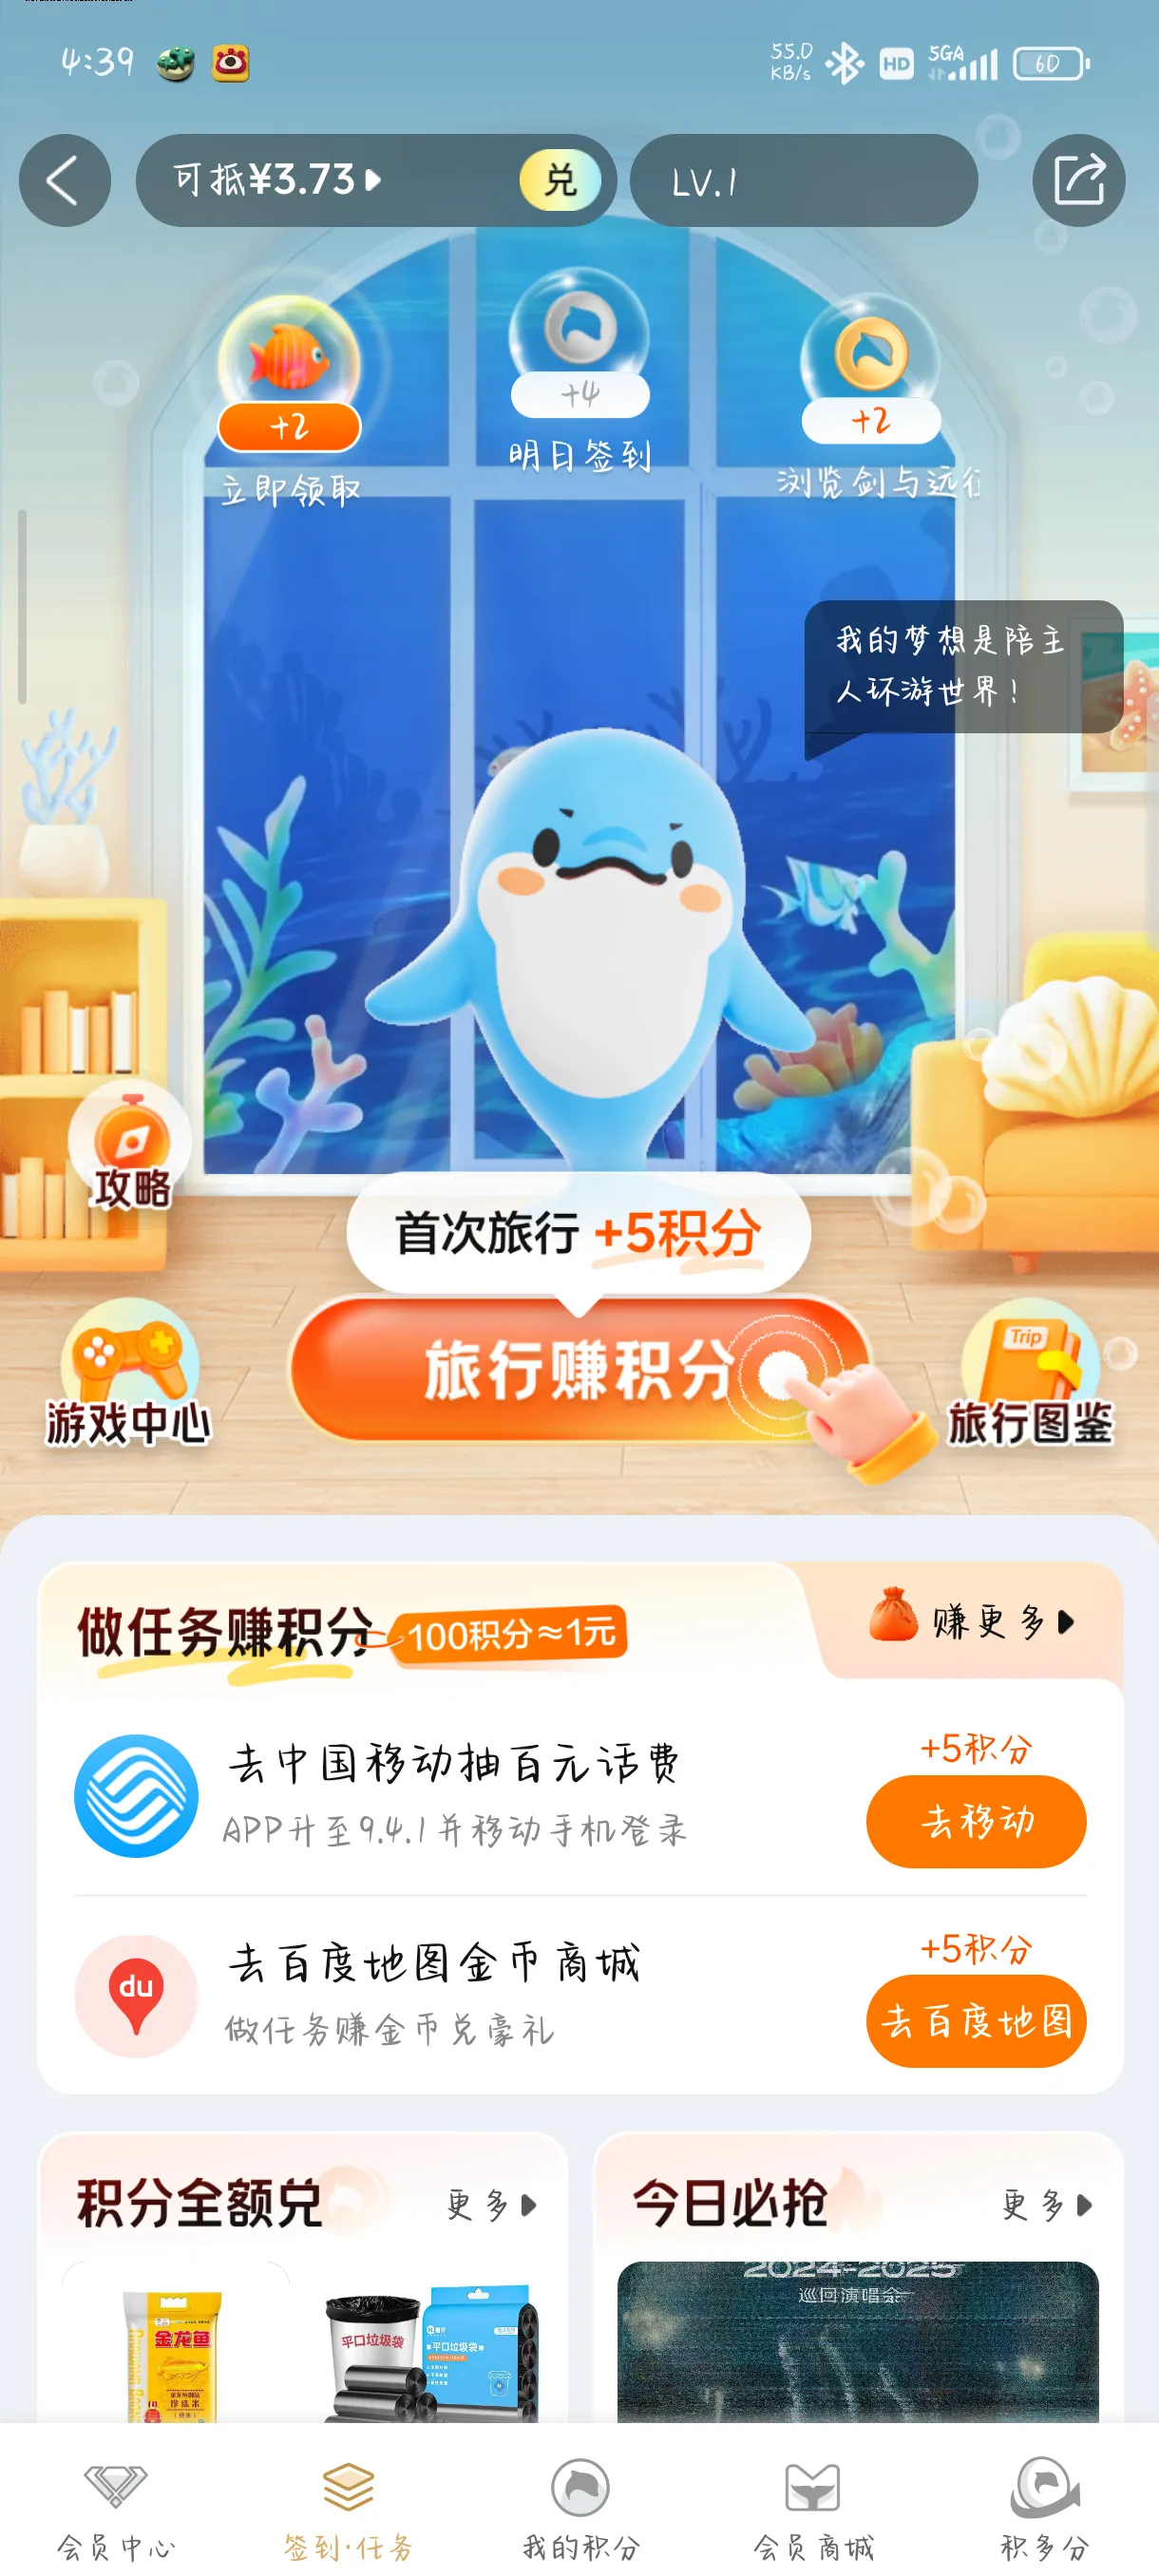 4:39
55.0
KB/s
HD
5GA
60
可抵¥3.73
兑
LV.1
+2
立即领取
+4
明日签到
+2
浏览剑与远行
我的梦想是陪主
人环游世界！
攻略
首次旅行 +5积分
旅行赚积分
游戏中心
Trip
旅行图鉴
做任务赚积分
100积分≈1元
赚更多
去中国移动抽百元话费
APP升至9.4.1并移动手机登录
+5积分
去移动
du
去百度地图金币商城
做任务赚金币兑豪礼
+5积分
去百度地图
积分全额兑
更多
今日必抢
更多
金龙鱼
珍珠米
平口垃圾袋
平口垃圾袋
2024-2025
巡回演唱会
会员中心
签到·任务
我的积分
会员商城
积多分